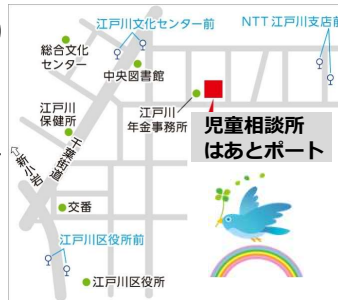 江戸川文化センター前
NTT 江戸川支店前
総合文化
センター
中央図書館
江戸川
保健所
江戸川
年金事務所
児童相談所
はあとポート
千葉街道
新小岩
交番
江戸川区役所前
江戸川区役所